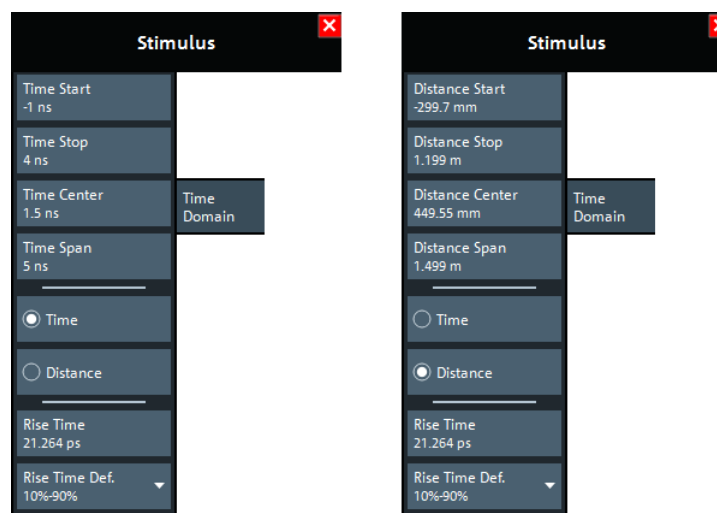 Stimulus
Time Start
-1 ns
Time Stop
4 ns
Time Center
1.5 ns
Time Span
5 ns
Time
Distance
Rise Time
21.264 ps
Rise Time Def.
10%-90%
Time
Domain
Stimulus
Distance Start
-299.7 mm
Distance Stop
1.199 m
Distance Center
449.55 mm
Distance Span
1.499 m
Time
Distance
Rise Time
21.264 ps
Rise Time Def.
10%-90%
Time
Domain